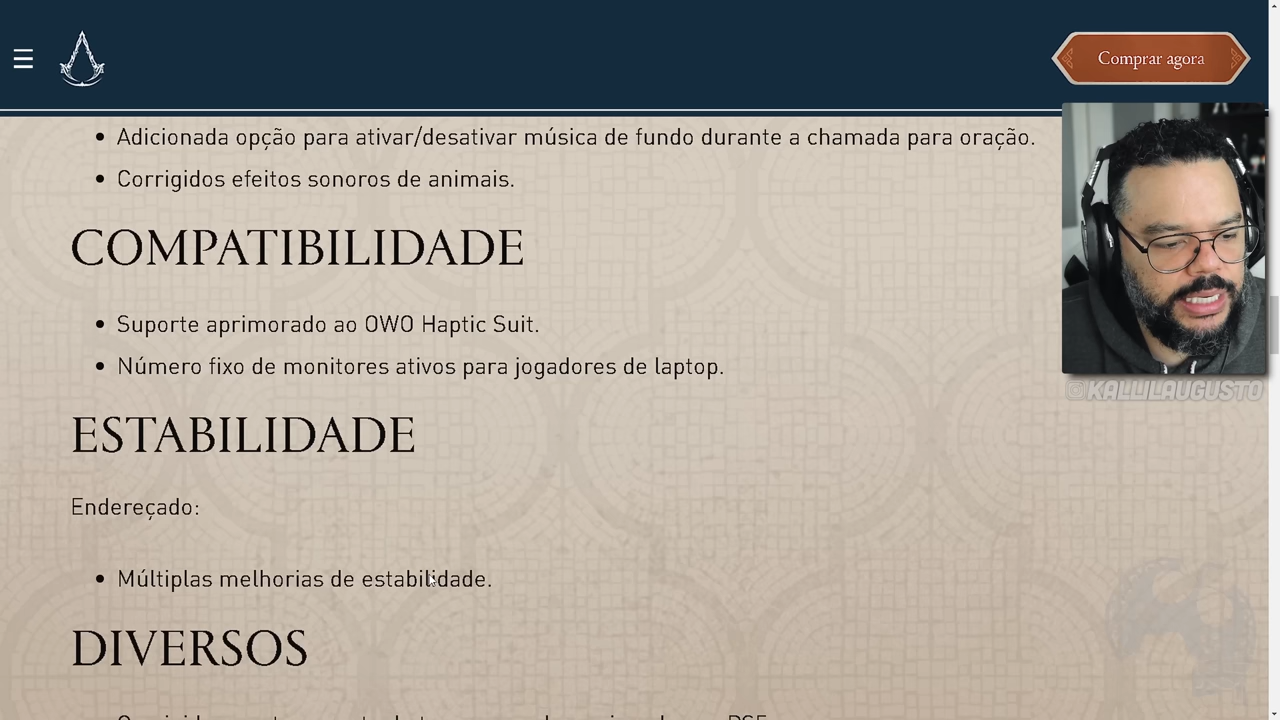 Comprar agora
Adicionada opção para ativar/desativar música de fundo durante a chamada para oração.
Corrigidos efeitos sonoros de animais.
COMPATIBILIDADE
Suporte aprimorado ao OWO Haptic Suit.
Número fixo de monitores ativos para jogadores de laptop.
@KALLILAUGUSTO
ESTABILIDADE
Endereçado:
Múltiplas melhorias de estabilidade.
DIVERSOS